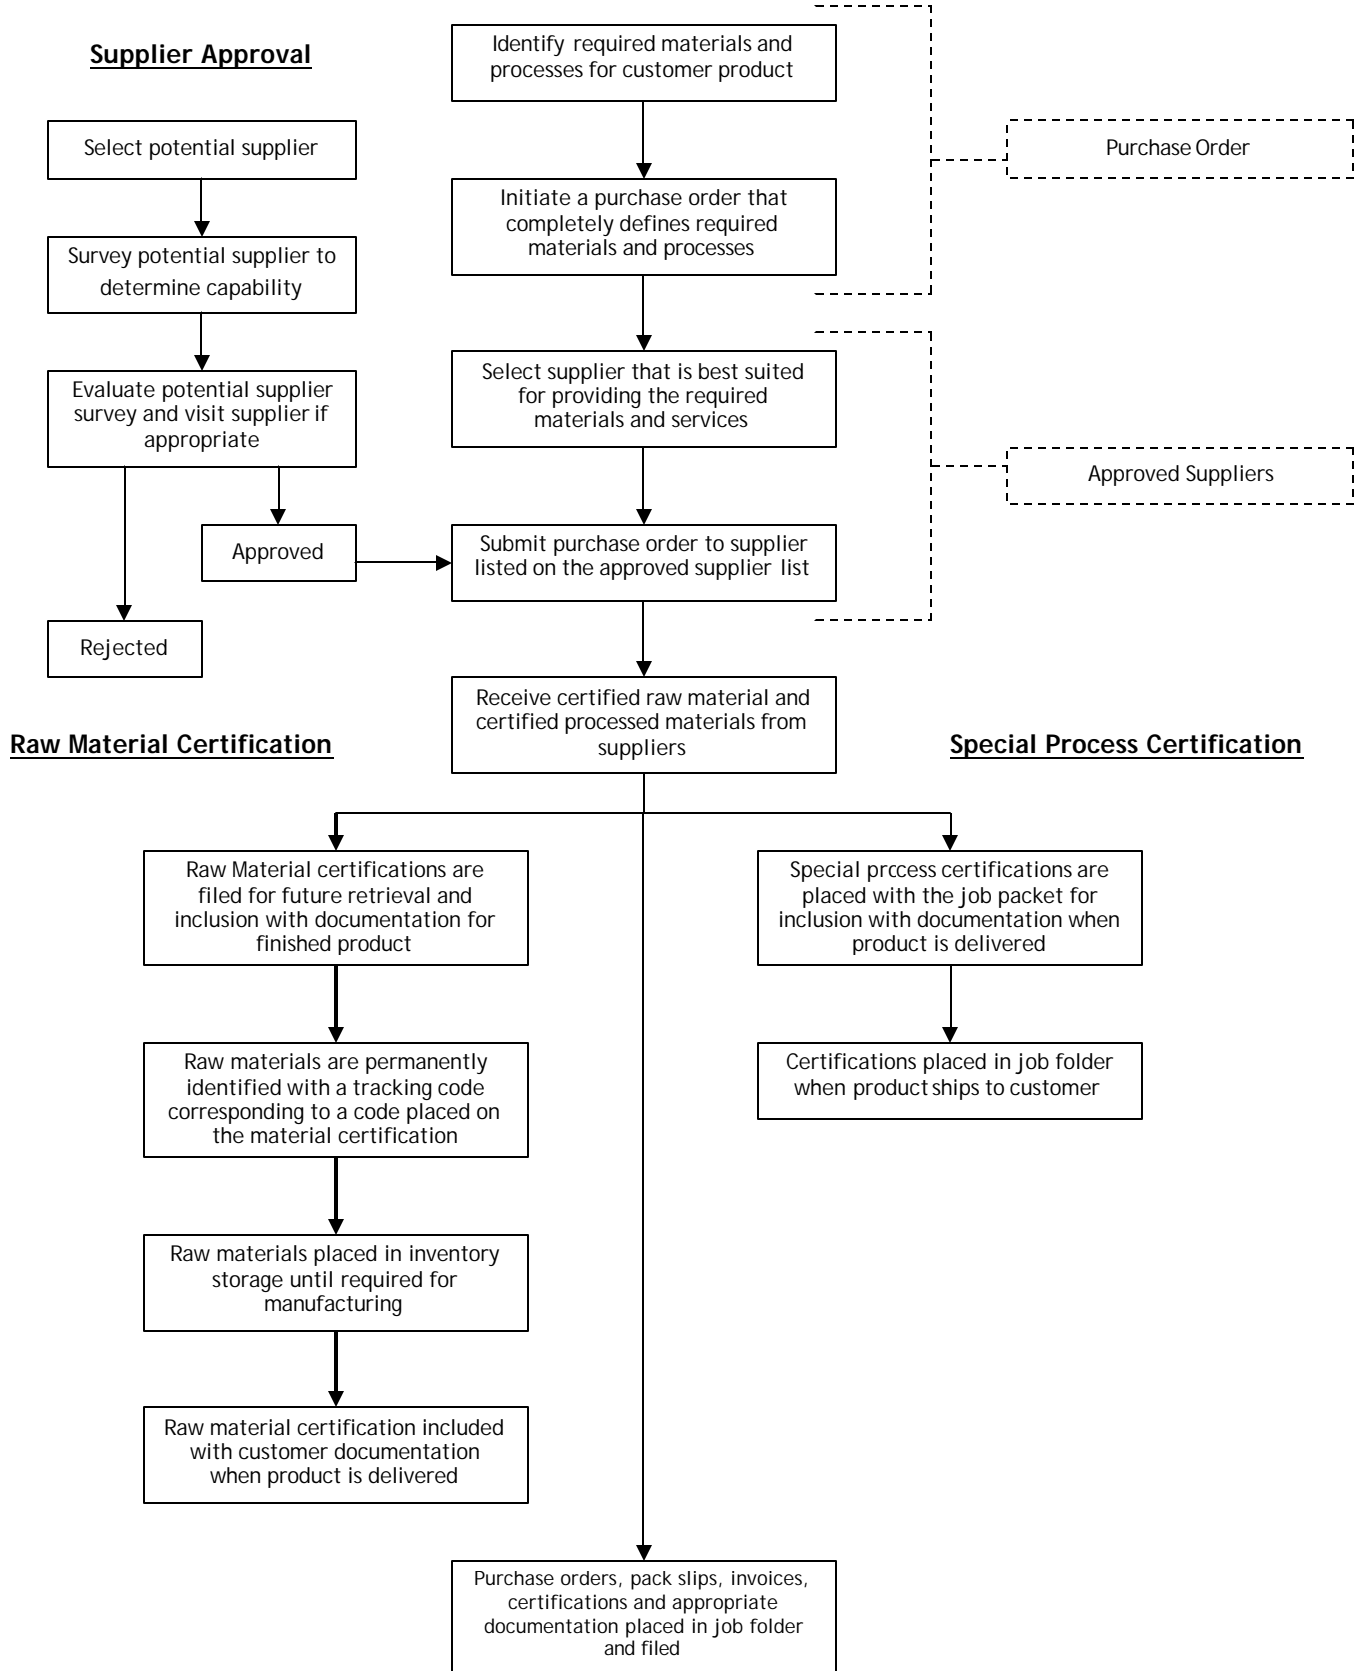 Supplier Approval
Select potential supplier
Survey potential supplier to
determine capability
Evaluate potential supplier
survey and visit supplier if
appropriate
Approved
Rejected
Identify required materials and
processes for customer product
Initiate a purchase order that
completely defines required
materials and processes
Select supplier that is best suited
for providing the required
materials and services
Submit purchase order to supplier
listed on the approved supplier list
Receive certified raw material and
certified processed materials from
suppliers
Purchase Order
Approved Suppliers
Raw Material Certification
Raw Material certifications are
filed for future retrieval and
inclusion with documentation for
finished product
Raw materials are permanently
identified with a tracking code
corresponding to a code placed on
the material certification
Raw materials placed in inventory
storage until required for
manufacturing
Raw material certification included
with customer documentation
when product is delivered
Special Process Certification
Special prccess certifications are
placed with the job packet for
inclusion with documentation when
product is delivered
Certifications placed in job folder
when product ships to customer
Purchase orders, pack slips, invoices,
certifications and appropriate
documentation placed in job folder
and filed